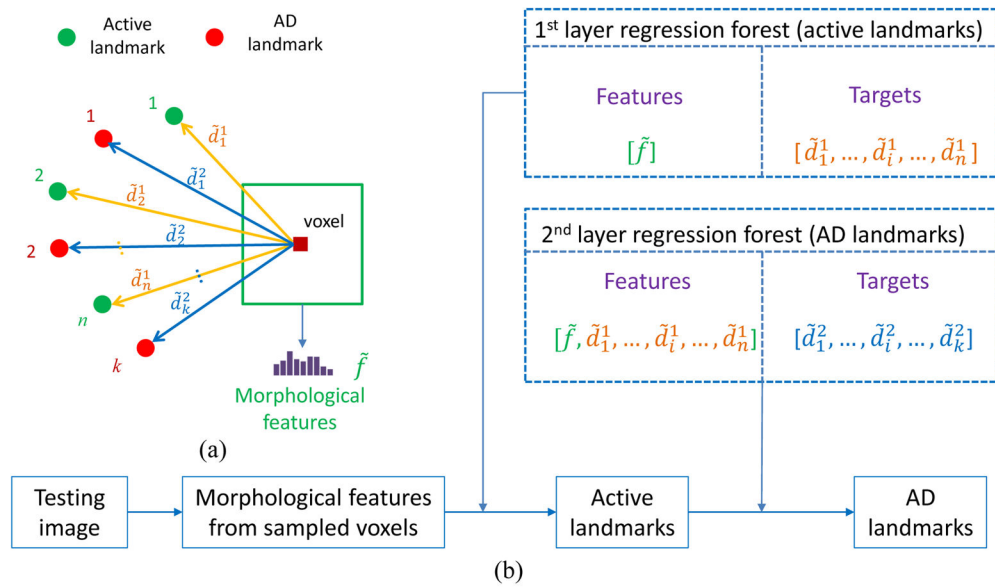 Active
landmark
AD
landmark
1
1
2
2
n
k
d̃₁¹
d̃₁²
d̃₂¹
d̃₂²
d̃ₙ¹
d̃ₖ²
voxel
f̃
Morphological
features
(a)
1ˢᵗ layer regression forest (active landmarks)
Features
Targets
[f̃]
[d̃₁¹, ..., d̃ᵢ¹, ..., d̃ₙ¹]
2ⁿᵈ layer regression forest (AD landmarks)
Features
Targets
[f̃, d̃₁¹, ..., d̃ᵢ¹, ..., d̃ₙ¹]
[d̃₁², ..., d̃ᵢ², ..., d̃ₖ²]
Testing
image
Morphological features
from sampled voxels
Active
landmarks
AD
landmarks
(b)